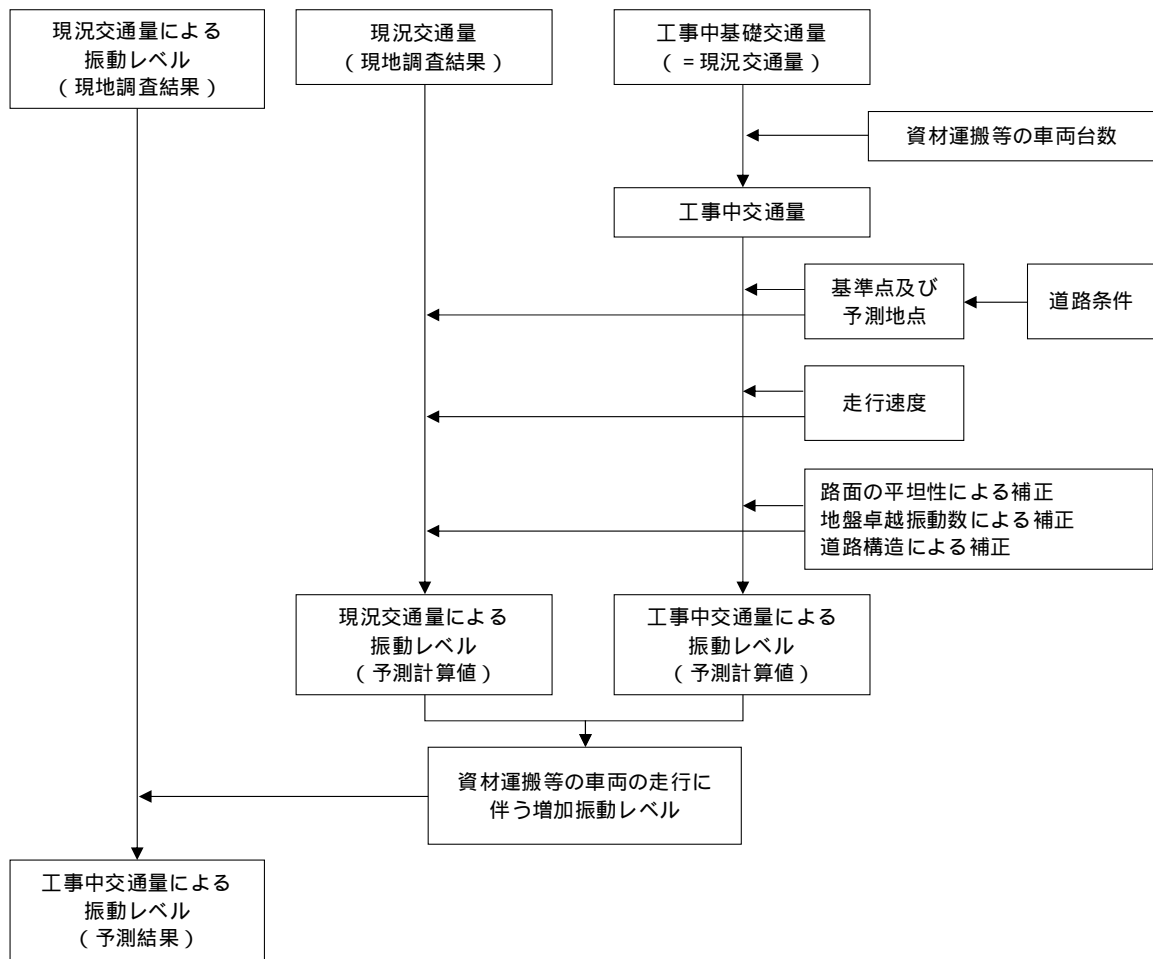 現況交通量による
振動レベル
（現地調査結果）
現況交通量
（現地調査結果）
工事中基礎交通量
（＝現況交通量）
資材運搬等の車両台数
工事中交通量
基準点及び
予測地点
道路条件
走行速度
路面の平坦性による補正
地盤卓越振動数による補正
道路構造による補正
現況交通量による
振動レベル
（予測計算値）
工事中交通量による
振動レベル
（予測計算値）
資材運搬等の車両の走行に
伴う増加振動レベル
工事中交通量による
振動レベル
（予測結果）